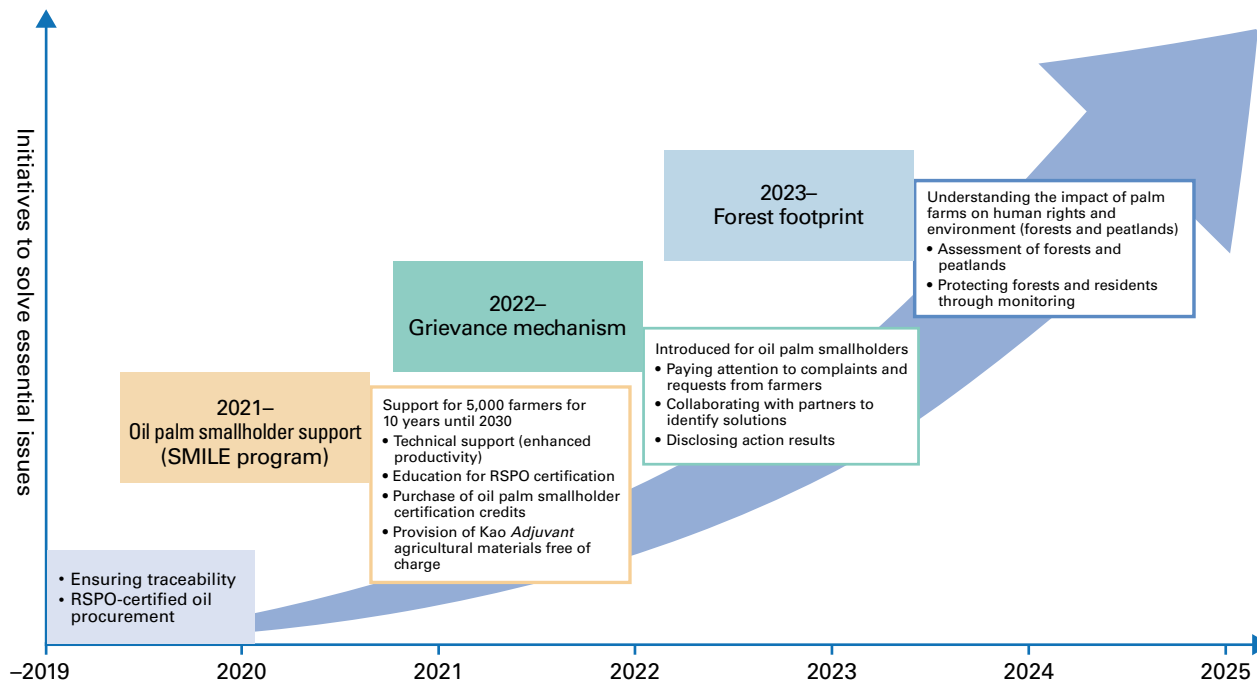 Initiatives to solve essential issues
2023–
Forest footprint
Understanding the impact of palm
farms on human rights and
environment (forests and peatlands)
• Assessment of forests and
peatlands
• Protecting forests and residents
through monitoring
2022–
Grievance mechanism
Introduced for oil palm smallholders
• Paying attention to complaints and
requests from farmers
• Collaborating with partners to
identify solutions
• Disclosing action results
2021–
Oil palm smallholder support
(SMILE program)
Support for 5,000 farmers for
10 years until 2030
• Technical support (enhanced
productivity)
• Education for RSPO certification
• Purchase of oil palm smallholder
certification credits
• Provision of Kao Adjuvant
agricultural materials free of
charge
• Ensuring traceability
• RSPO-certified oil
procurement
–2019 2020 2021 2022 2023 2024 2025